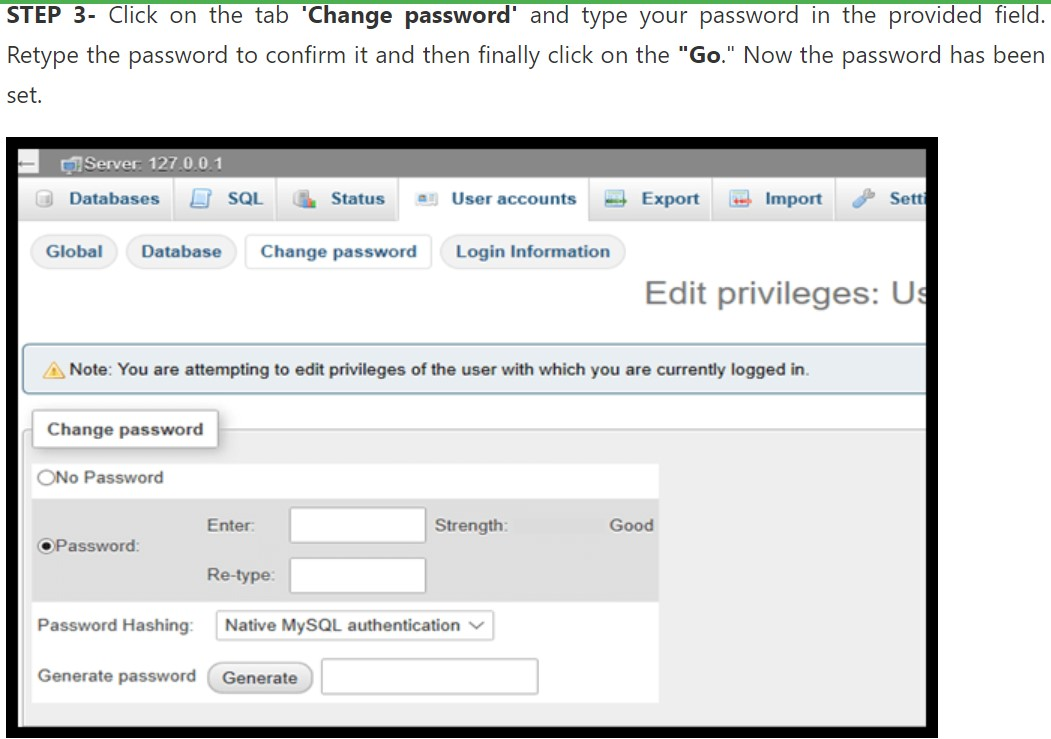 STEP 3- Click on the tab 'Change password' and type your password in the provided field.
Retype the password to confirm it and then finally click on the "Go." Now the password has been
set.
Server: 127.0.0.1
Databases SQL Status User accounts Export Import Setti
Global Database Change password Login Information
Edit privileges: Us
Note: You are attempting to edit privileges of the user with which you are currently logged in.
Change password
No Password
Enter: Strength: Good
Password:
Re-type:
Password Hashing: Native MySQL authentication
Generate password Generate